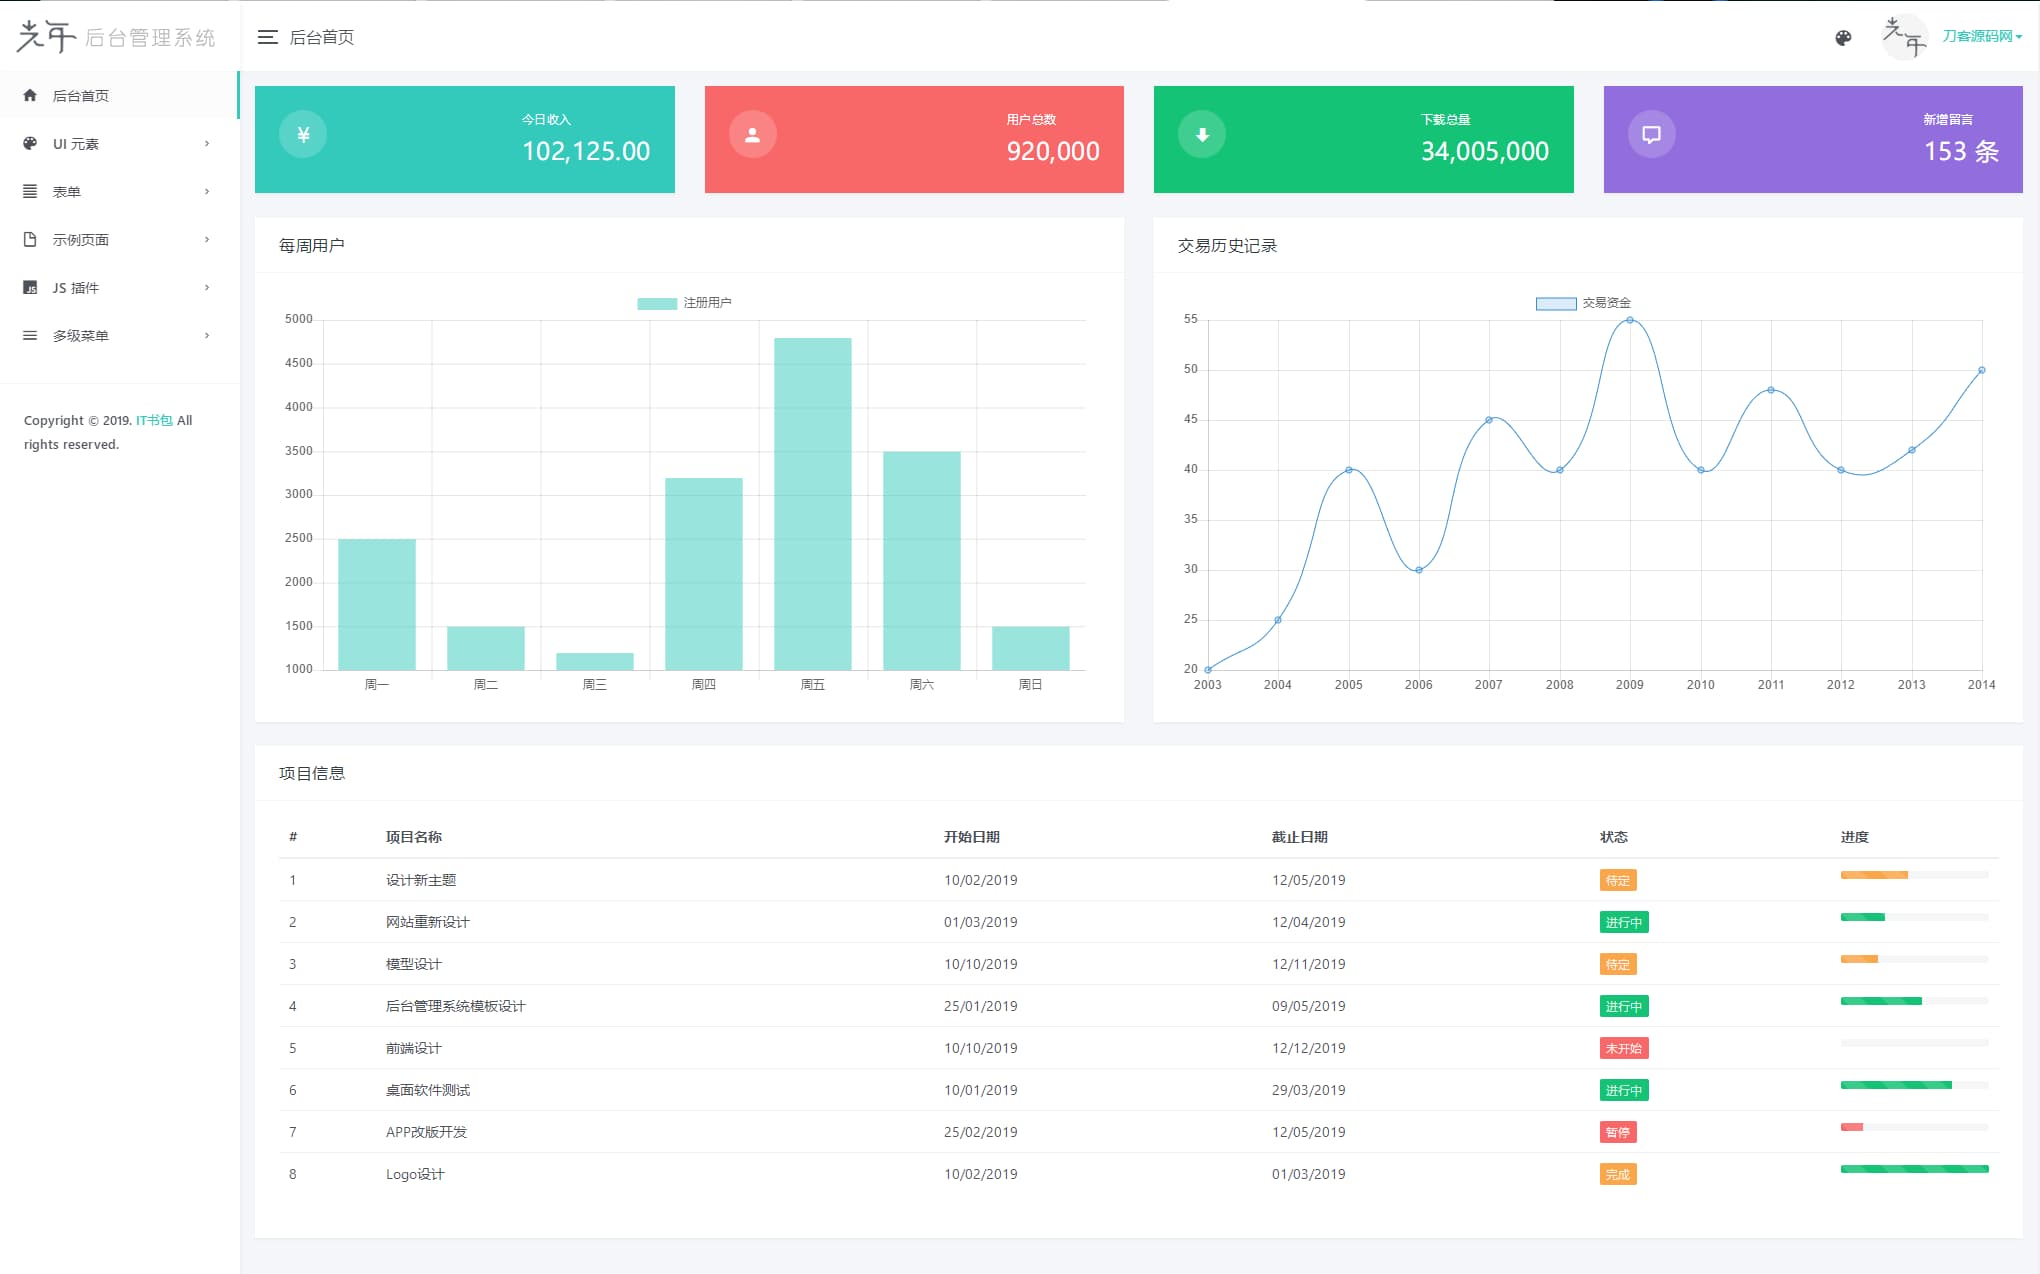 光年 后台管理系统
后台首页
刀客源码网
后台首页
UI 元素
表单
示例页面
JS 插件
多级菜单
Copyright © 2019. IT书包 All
rights reserved.
今日收入
102,125.00
用户总数
920,000
下载总量
34,005,000
新增留言
153 条
每周用户
注册用户
5000
4500
4000
3500
3000
2500
2000
1500
1000
周一 周二 周三 周四 周五 周六 周日
交易历史记录
交易资金
55
50
45
40
35
30
25
20
2003 2004 2005 2006 2007 2008 2009 2010 2011 2012 2013 2014
项目信息
# 项目名称 开始日期 截止日期 状态 进度
1 设计新主题 10/02/2019 12/05/2019 待定
2 网站重新设计 01/03/2019 12/04/2019 进行中
3 模型设计 10/10/2019 12/11/2019 待定
4 后台管理系统模板设计 25/01/2019 09/05/2019 进行中
5 前端设计 10/10/2019 12/12/2019 未开始
6 桌面软件测试 10/01/2019 29/03/2019 进行中
7 APP改版开发 25/02/2019 12/05/2019 暂停
8 Logo设计 10/02/2019 01/03/2019 完成